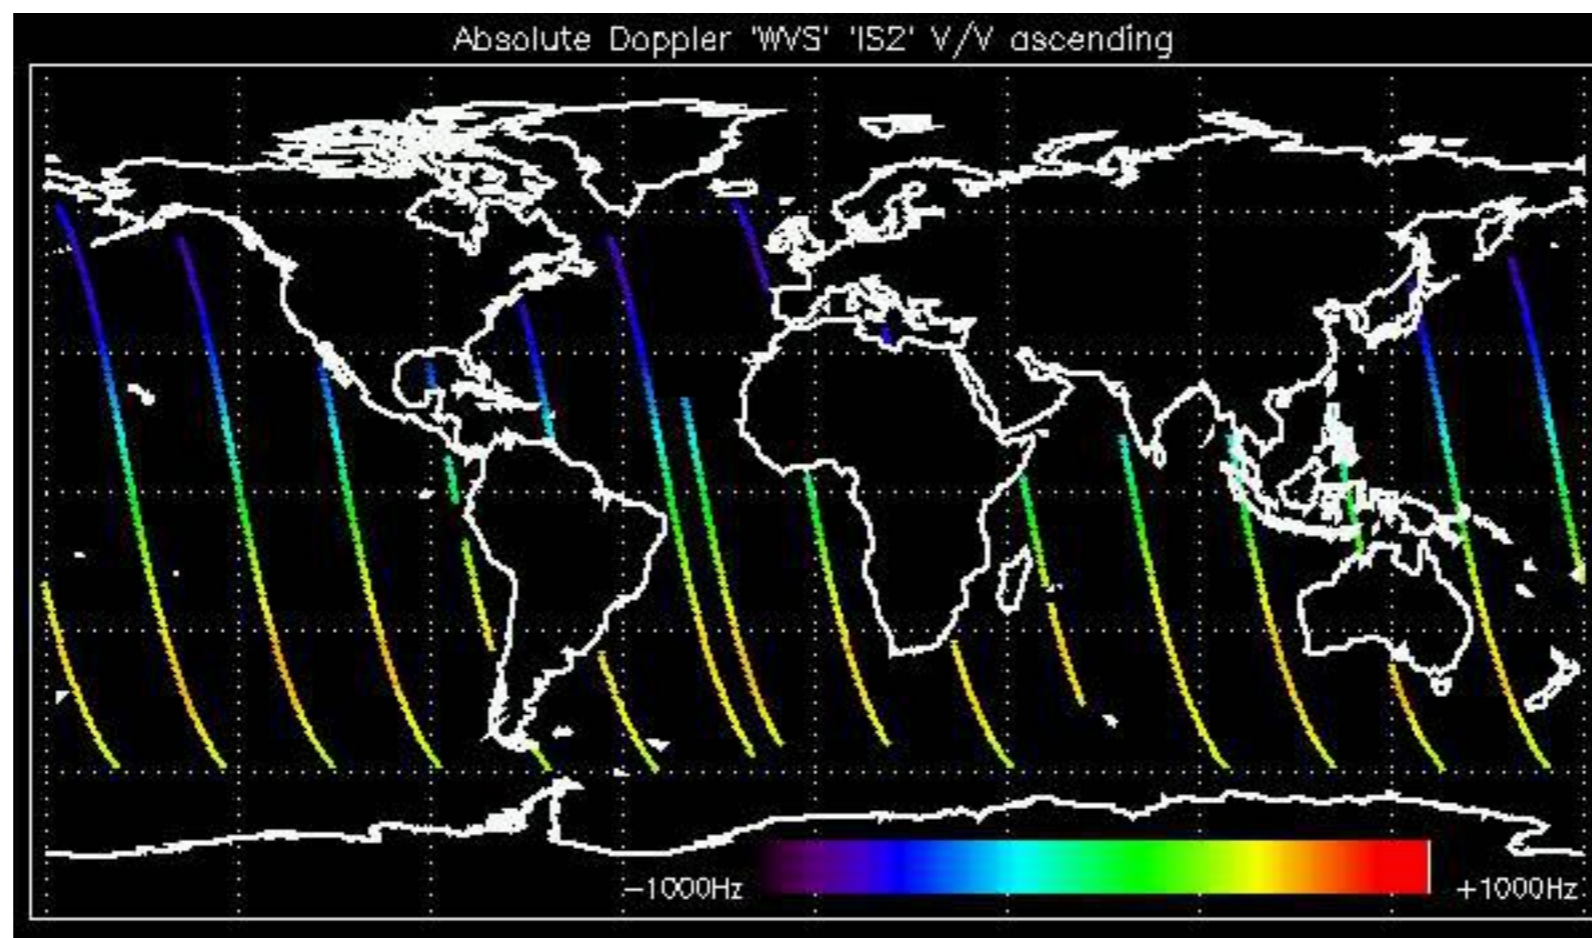 Absolute Doppler 'WVS' 'IS2' V/V ascending
-1000Hz +1000Hz